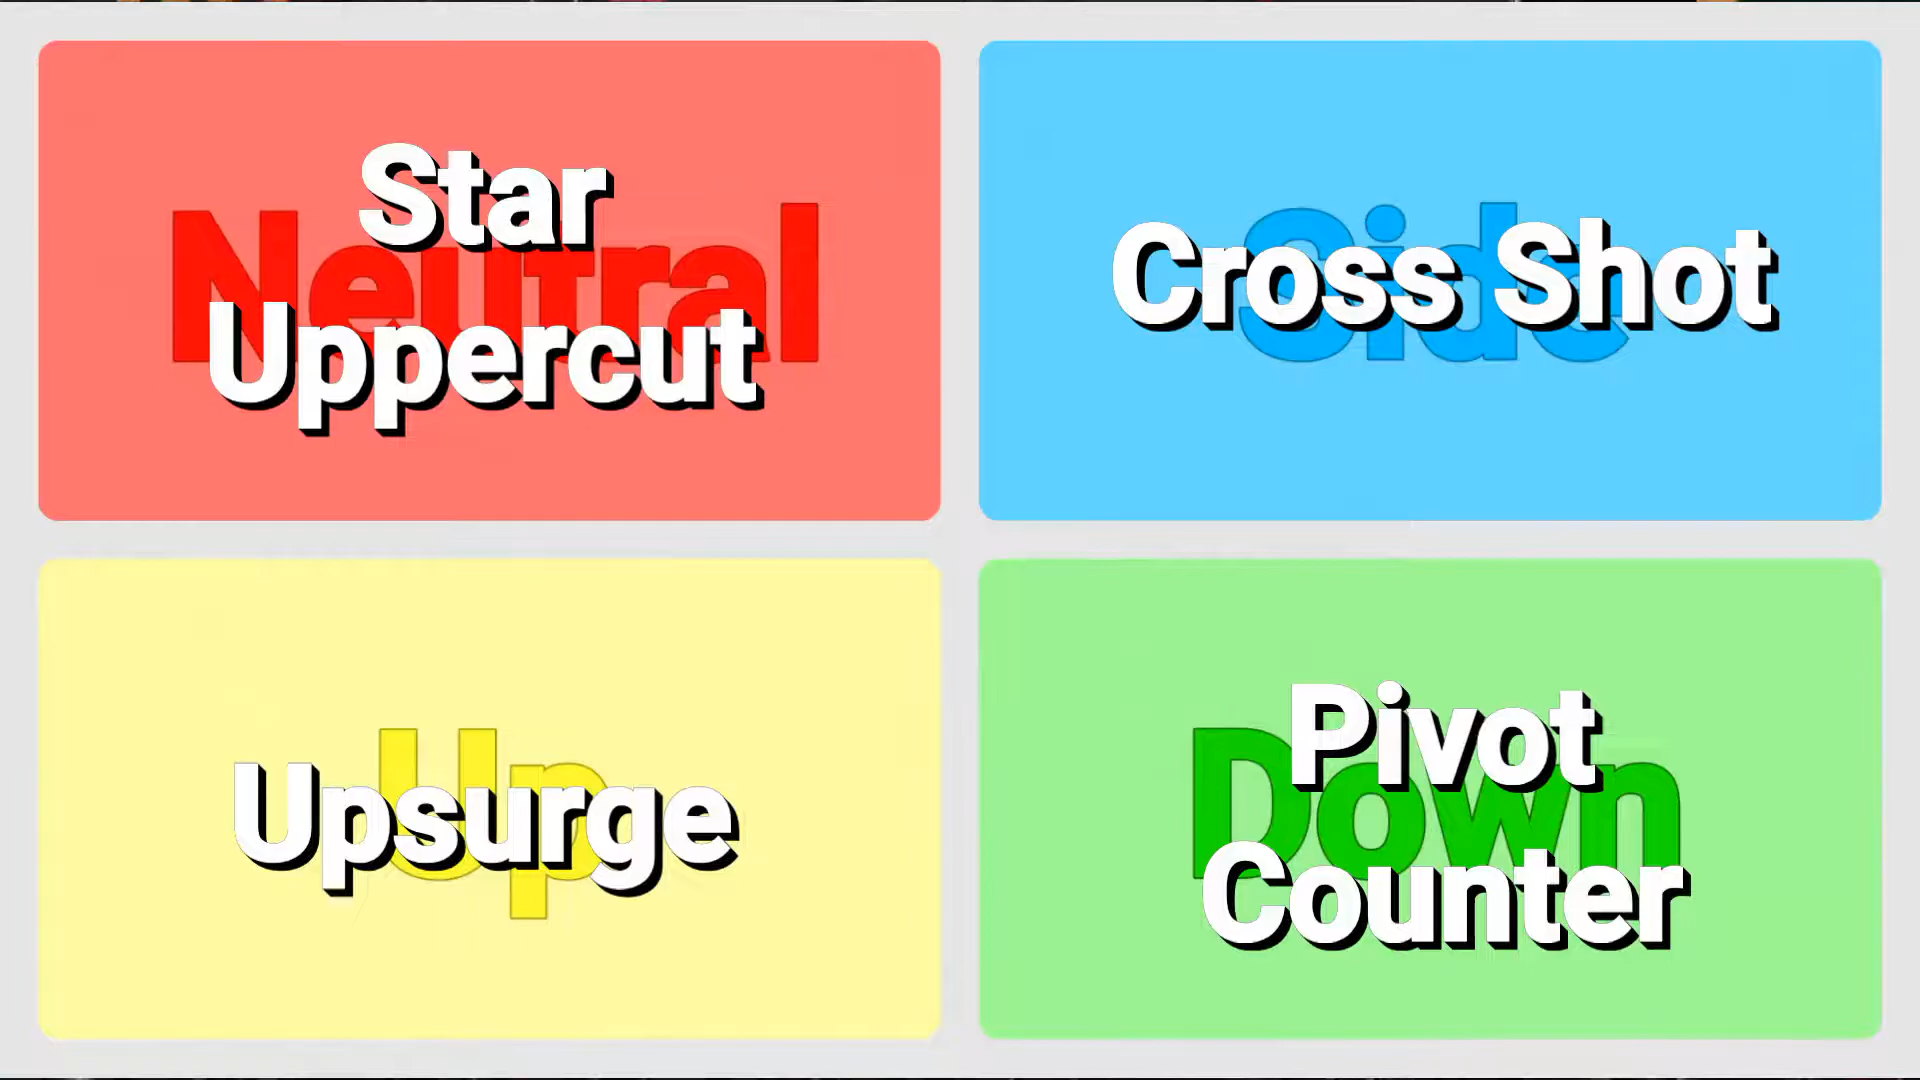 Neutral
Star
Uppercut
Side
Cross Shot
Up
Upsurge
Down
Pivot
Counter